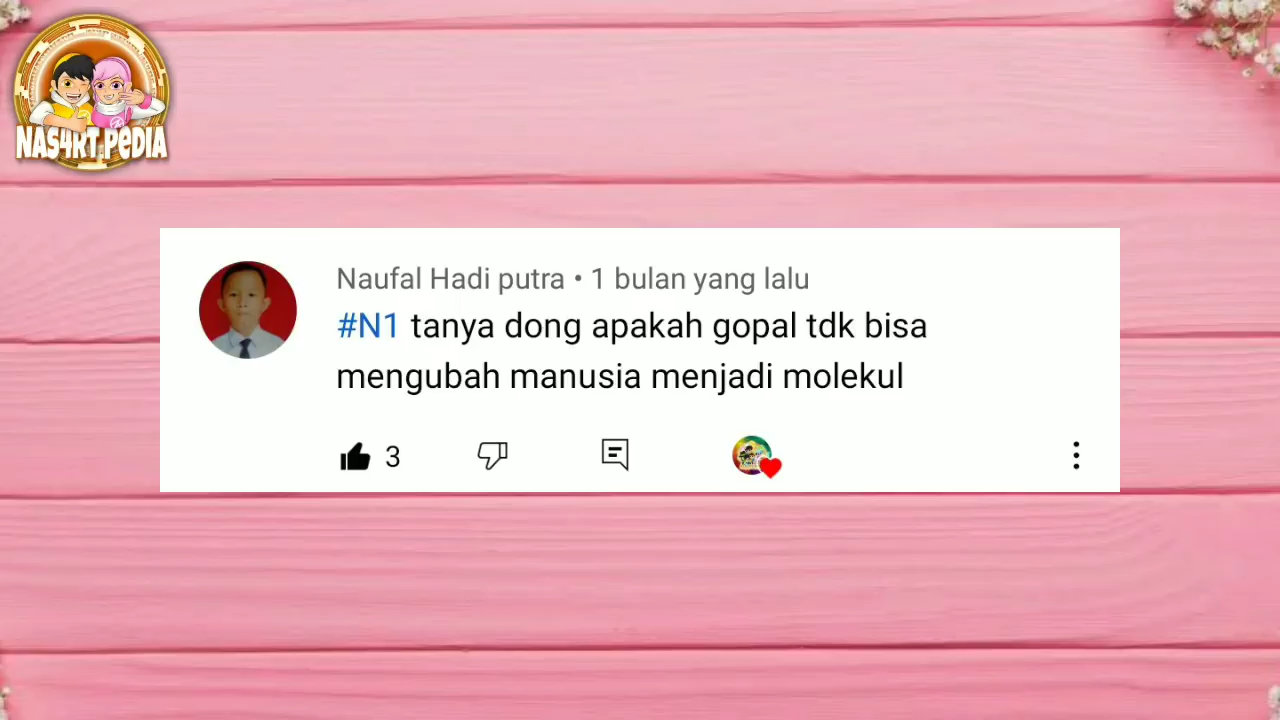 NAS4RT.PEDIA
Naufal Hadi putra • 1 bulan yang lalu
#N1 tanya dong apakah gopal tdk bisa
mengubah manusia menjadi molekul
3